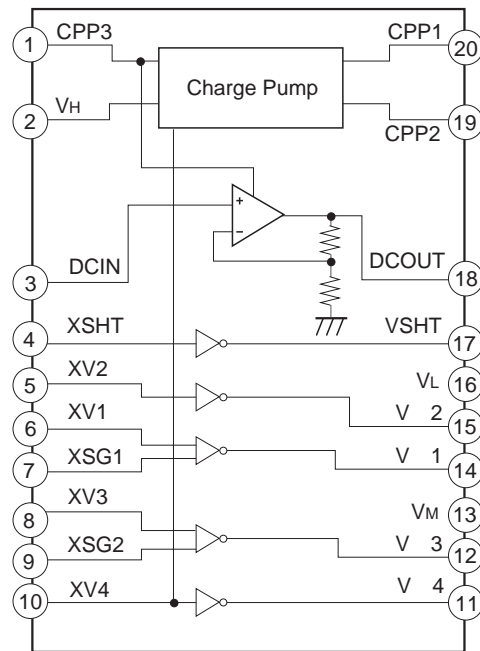 1 CPP3 CPP1 20
Charge Pump
2 VH CPP2 19
+
−
3 DCIN DCOUT 18
4 XSHT VSHT 17
5 XV2 VL 16
6 XV1 V 2 15
7 XSG1 V 1 14
8 XV3 VM 13
9 XSG2 V 3 12
10 XV4 V 4 11